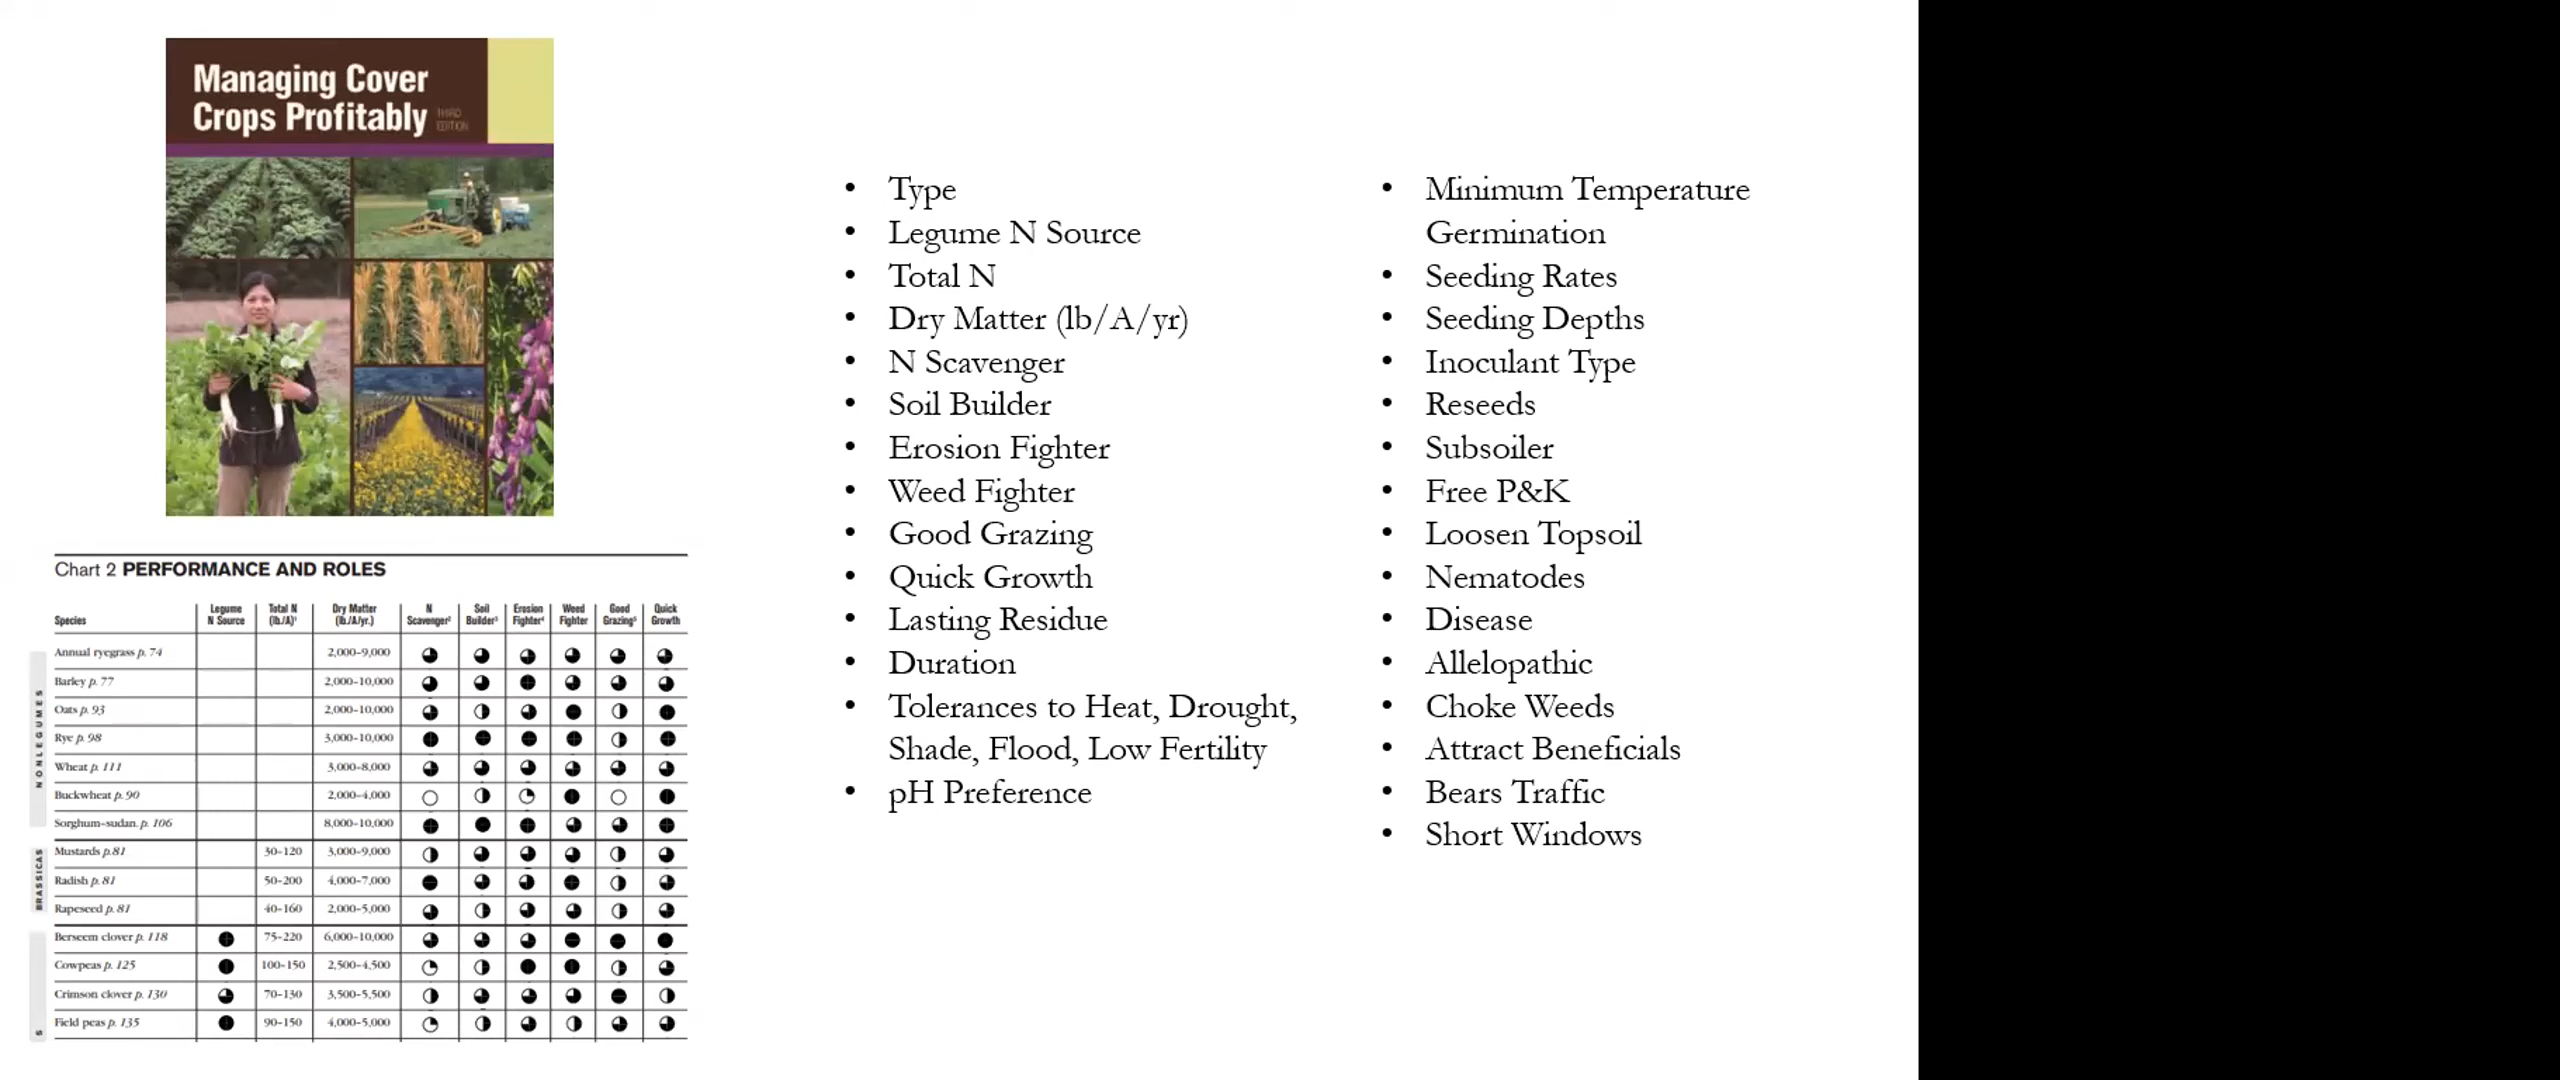 Managing Cover
Crops Profitably THIRD
EDITION
• Type
• Legume N Source
• Total N
• Dry Matter (lb/A/yr)
• N Scavenger
• Soil Builder
• Erosion Fighter
• Weed Fighter
• Good Grazing
• Quick Growth
• Lasting Residue
• Duration
• Tolerances to Heat, Drought,
Shade, Flood, Low Fertility
• pH Preference
• Minimum Temperature
Germination
• Seeding Rates
• Seeding Depths
• Inoculant Type
• Reseeds
• Subsoiler
• Free P&K
• Loosen Topsoil
• Nematodes
• Disease
• Allelopathic
• Choke Weeds
• Attract Beneficials
• Bears Traffic
• Short Windows
Chart 2 PERFORMANCE AND ROLES
Species Legume N Source Total N (lb./A)¹ Dry Matter (lb./A/yr.) N Scavenger² Soil Builder³ Erosion Fighter⁴ Weed Fighter Good Grazing⁵ Quick Growth
NONLEGUMES
Annual ryegrass p. 74 2,000–9,000
Barley p. 77 2,000–10,000
Oats p. 93 2,000–10,000
Rye p. 98 3,000–10,000
Wheat p. 111 3,000–8,000
Buckwheat p. 90 2,000–4,000
Sorghum–sudan. p. 106 8,000–10,000
BRASSICAS
Mustards p.81 30–120 3,000–9,000
Radish p. 81 50–200 4,000–7,000
Rapeseed p. 81 40–160 2,000–5,000
S
Berseem clover p. 118 75–220 6,000–10,000
Cowpeas p. 125 100–150 2,500–4,500
Crimson clover p. 130 70–130 3,500–5,500
Field peas p. 135 90–150 4,000–5,000